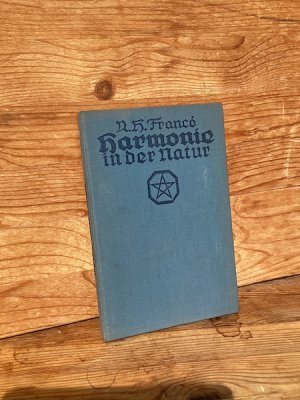 R. H. Francé
Harmonie
in der Natur